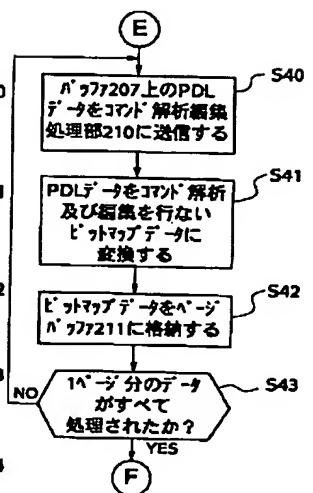 E
S40
バッファ207上のPDL
データをコマンド解析編集
処理部210に送信する
S41
PDLデータをコマンド解析
及び編集を行ない
ビットマップデータに
変換する
S42
ビットマップデータをページ
バッファ211に格納する
S43
1ページ分のデータ
がすべて
処理されたか?
NO
YES
F